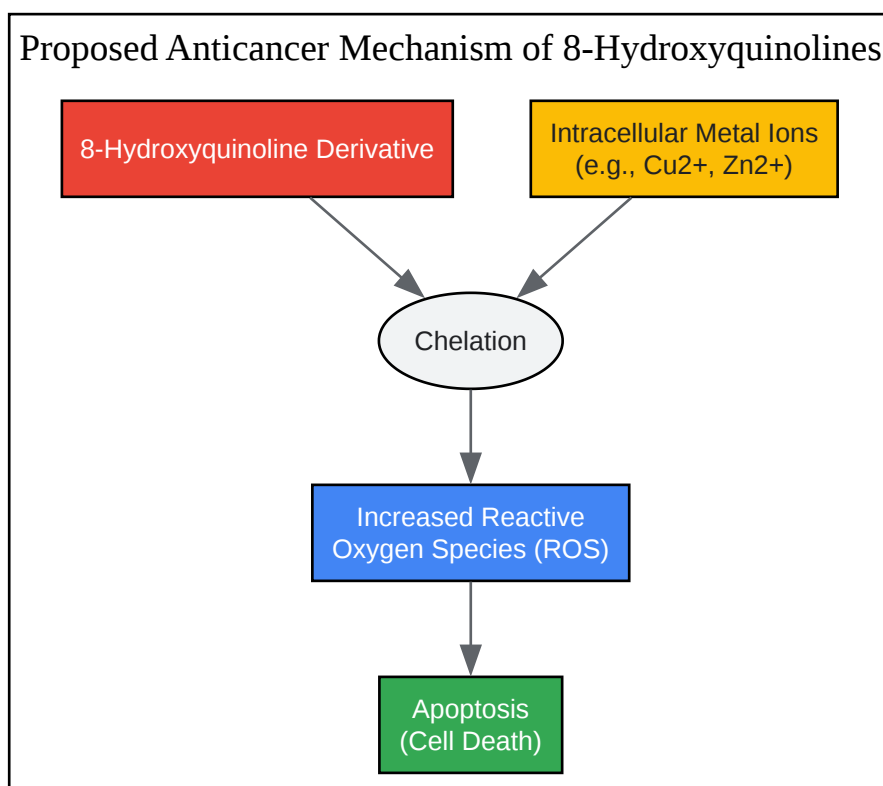 Proposed Anticancer Mechanism of 8-Hydroxyquinolines
8-Hydroxyquinoline Derivative
Intracellular Metal Ions
(e.g., Cu2+, Zn2+)
Chelation
Increased Reactive
Oxygen Species (ROS)
Apoptosis
(Cell Death)